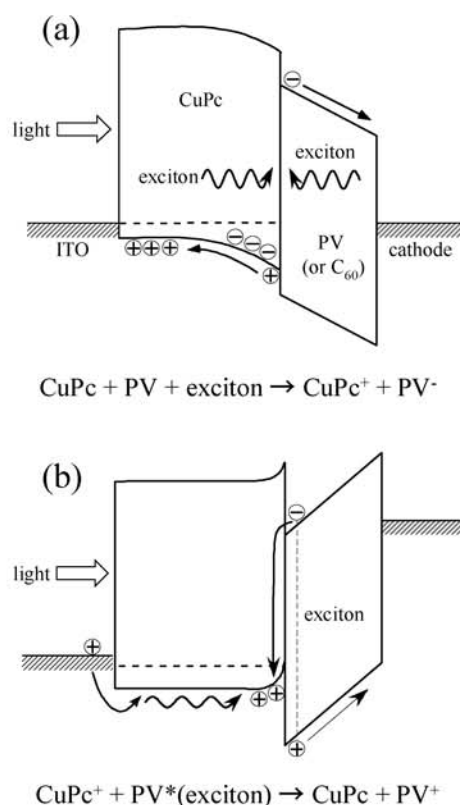 (a)
CuPc
light
exciton
exciton
ITO
PV
(or C₆₀)
cathode
CuPc + PV + exciton → CuPc⁺ + PV⁻
(b)
light
exciton
CuPc⁺ + PV*(exciton) → CuPc + PV⁺